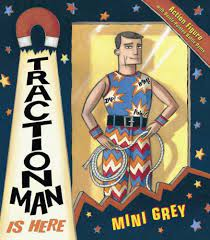 Action Figure
TRACTION
MAN
IS HERE
MINI GREY